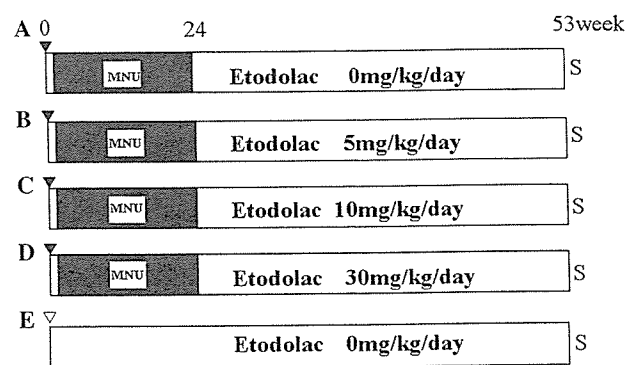 A 0 24 53week
MNU Etodolac 0mg/kg/day S
B MNU Etodolac 5mg/kg/day S
C MNU Etodolac 10mg/kg/day S
D MNU Etodolac 30mg/kg/day S
E Etodolac 0mg/kg/day S